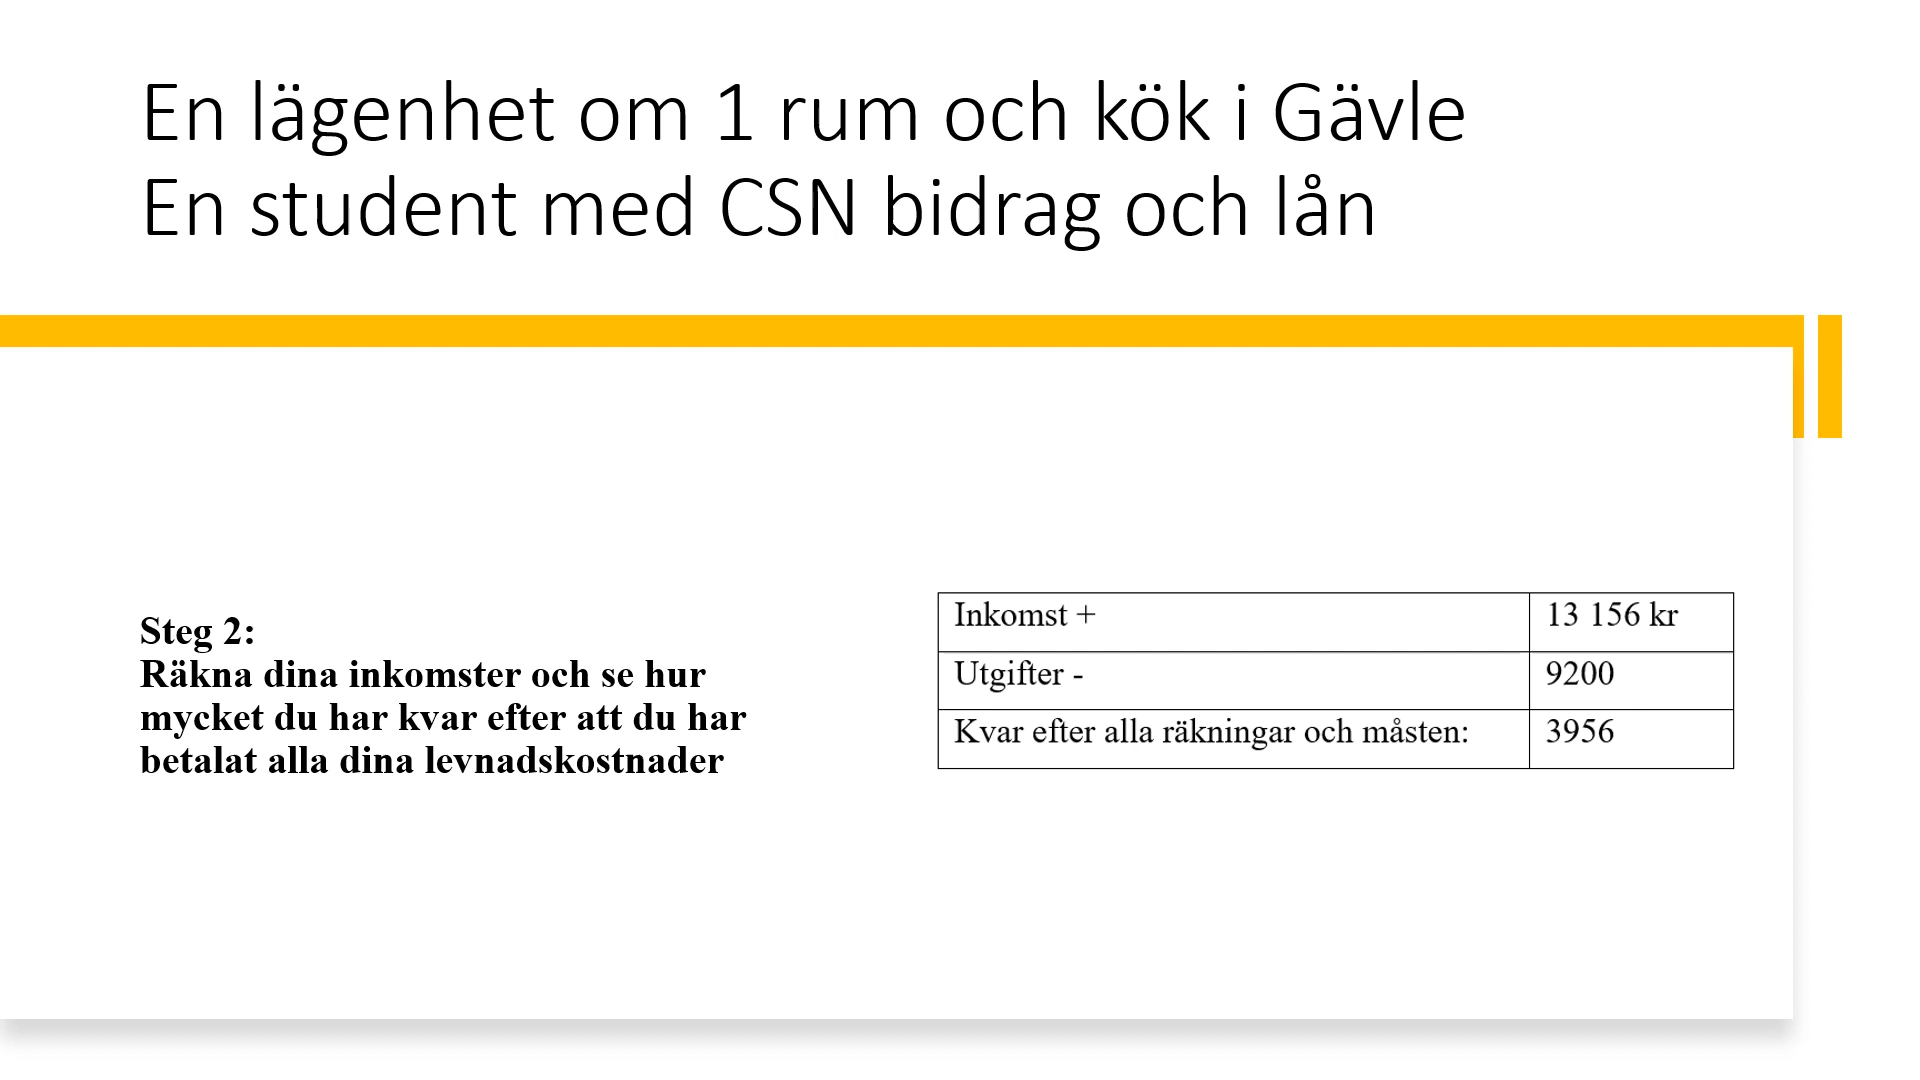 En lägenhet om 1 rum och kök i Gävle
En student med CSN bidrag och lån
Steg 2:
Räkna dina inkomster och se hur
mycket du har kvar efter att du har
betalat alla dina levnadskostnader
Inkomst + 13 156 kr
Utgifter - 9200
Kvar efter alla räkningar och måsten: 3956